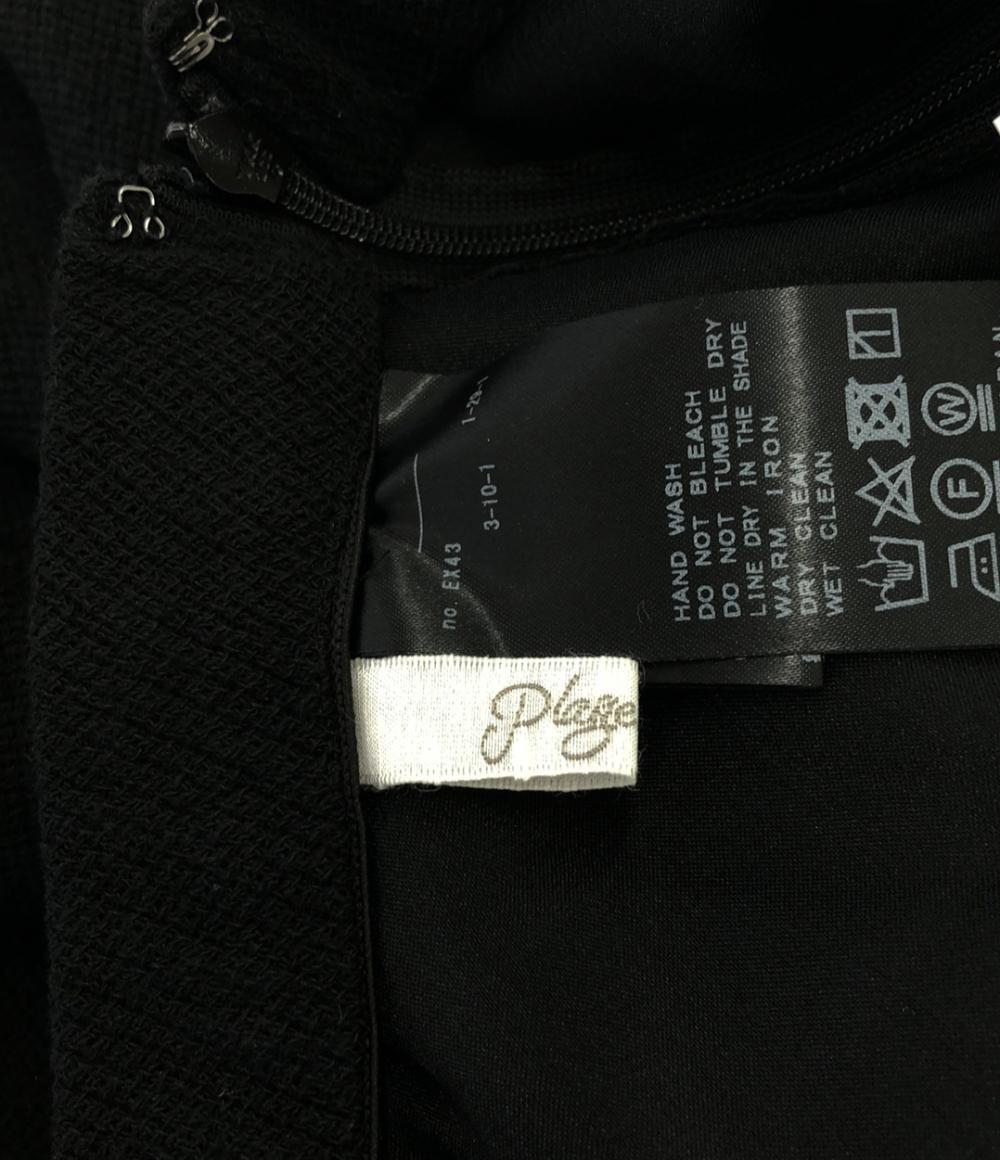 HAND WASH
DO NOT BLEACH
DO NOT TUMBLE DRY
LINE DRY IN THE SHADE
WARM IRON
DRY CLEAN
WET CLEAN
W
F
no. EX43
3-10-1
Plage